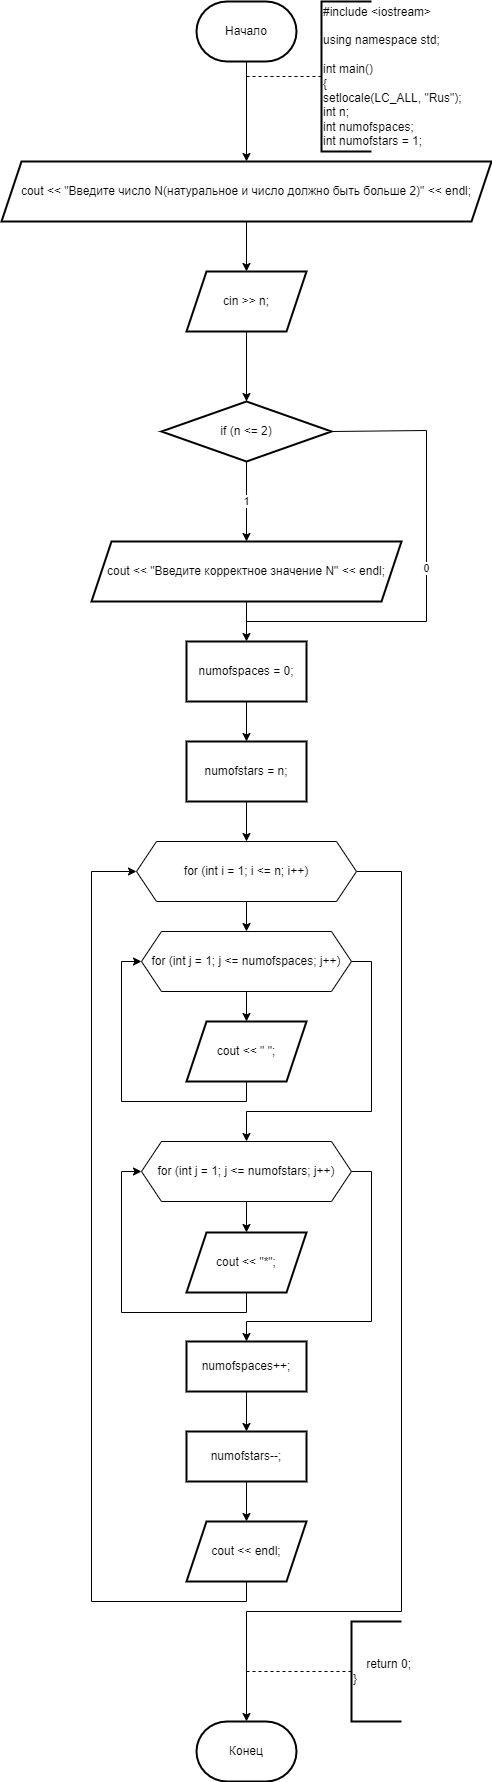 Начало
#include <iostream>
using namespace std;
int main()
{
setlocale(LC_ALL, "Rus");
int n;
int numofspaces;
int numofstars = 1;
cout << "Введите число N(натуральное и число должно быть больше 2)" << endl;
cin >> n;
if (n <= 2)
1
cout << "Введите корректное значение N" << endl;
0
numofspaces = 0;
numofstars = n;
for (int i = 1; i <= n; i++)
for (int j = 1; j <= numofspaces; j++)
cout << " ";
for (int j = 1; j <= numofstars; j++)
cout << "*";
numofspaces++;
numofstars--;
cout << endl;
return 0;
}
Конец